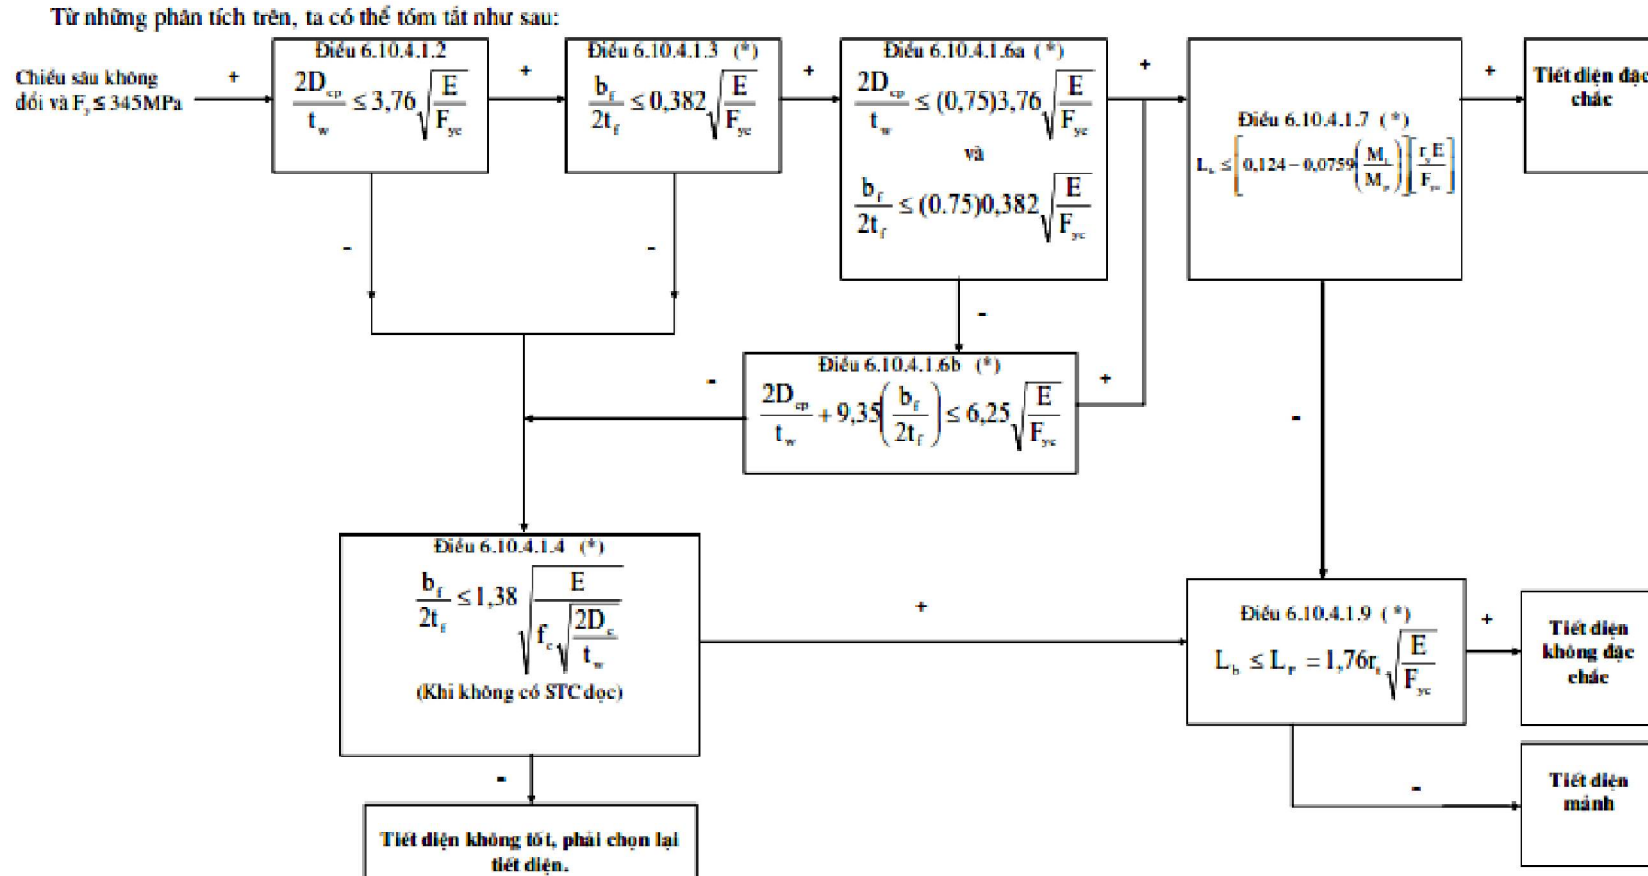 Từ những phân tích trên, ta có thể tóm tắt như sau:
Chiều sâu không
đổi và F_y ≤ 345MPa
+
Điều 6.10.4.1.2
2D_cp / t_w ≤ 3,76 √(E / F_yc)
+
Điều 6.10.4.1.3 (*)
b_f / 2t_f ≤ 0,382 √(E / F_yc)
+
Điều 6.10.4.1.6a (*)
2D_cp / t_w ≤ (0,75)3,76 √(E / F_yc)
và
b_f / 2t_f ≤ (0.75)0,382 √(E / F_yc)
+
Điều 6.10.4.1.7 (*)
L_b ≤ [0,124 − 0,0759 (M_l / M_p)] [r_y E / F_yc]
+
Tiết diện đặc
chắc
-
-
-
Điều 6.10.4.1.6b (*)
2D_cp / t_w + 9,35 (b_f / 2t_f) ≤ 6,25 √(E / F_yc)
-
+
-
Điều 6.10.4.1.4 (*)
b_f / 2t_f ≤ 1,38 √(E / (f_c √(2D_c / t_w)))
(Khi không có STC dọc)
+
Điều 6.10.4.1.9 (*)
L_b ≤ L_p = 1,76r_t √(E / F_yc)
+
Tiết diện
không đặc
chắc
-
Tiết diện
mảnh
-
Tiết diện không tốt, phải chọn lại
tiết diện.